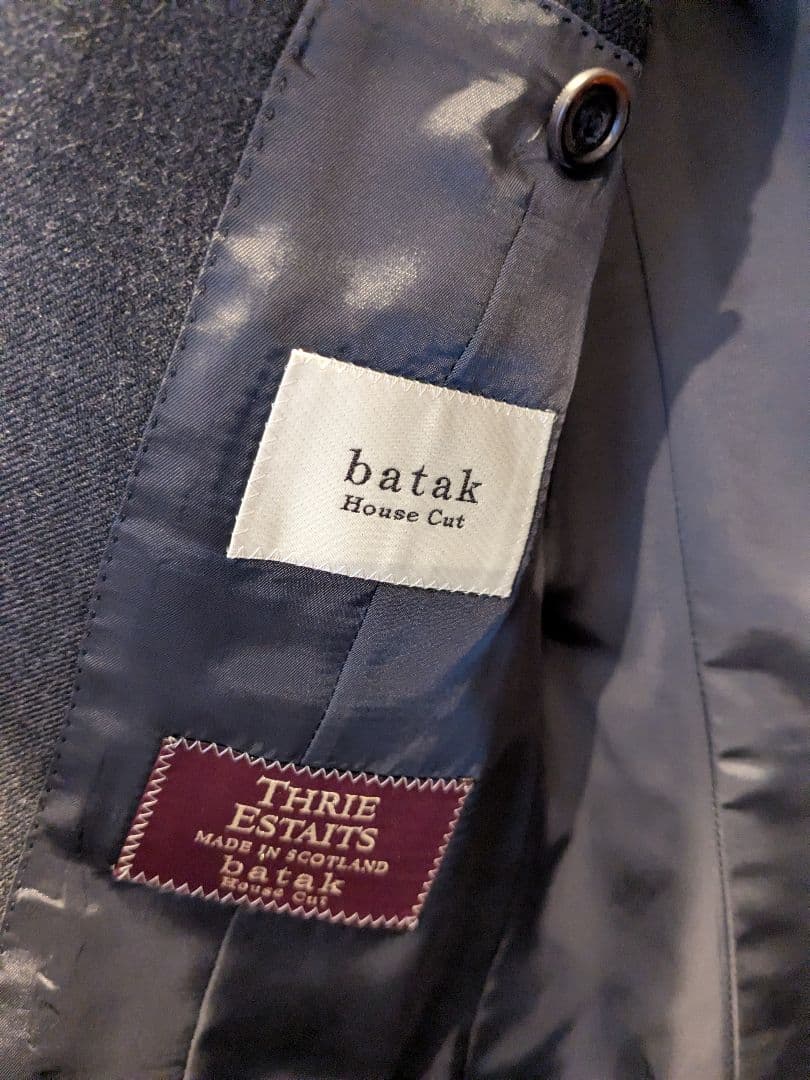 batak
House Cut
THRIE
ESTAITS
MADE IN SCOTLAND
batak
House Cut